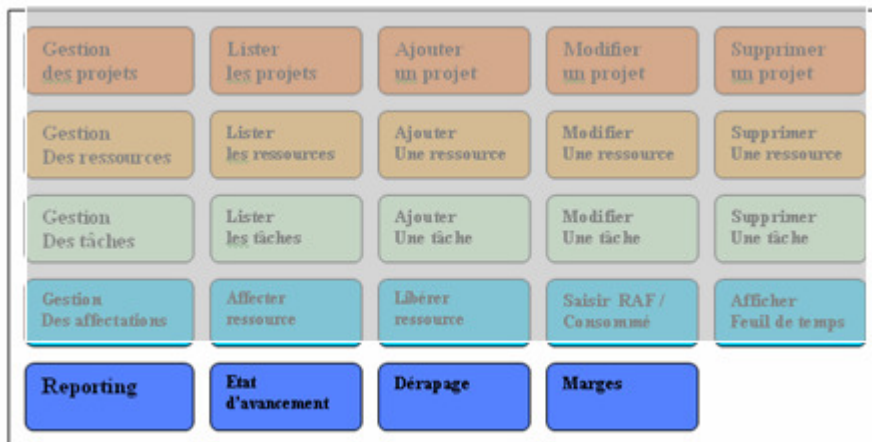 Gestion
des projets
Lister
les projets
Ajouter
un projet
Modifier
un projet
Supprimer
un projet
Gestion
Des ressources
Lister
les ressources
Ajouter
Une ressource
Modifier
Une ressource
Supprimer
Une ressource
Gestion
Des tâches
Lister
les tâches
Ajouter
Une tâche
Modifier
Une tâche
Supprimer
Une tâche
Gestion
Des affectations
Affecter
ressource
Libérer
ressource
Saisir RAF /
Consommé
Afficher
Feuil de temps
Reporting
Etat
d'avancement
Dérapage
Marges